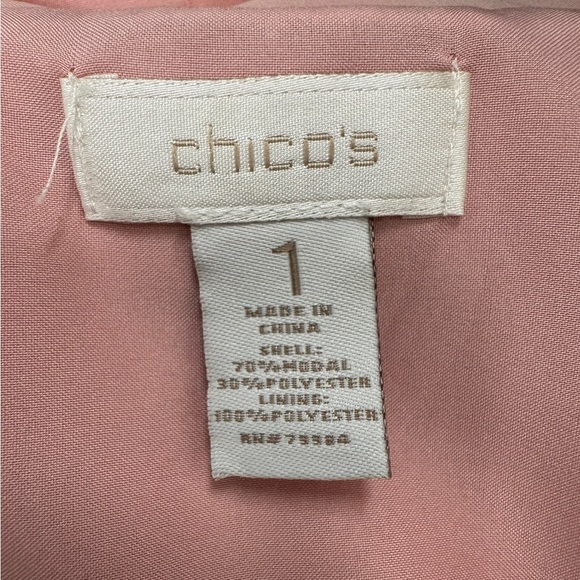 chico's
1
MADE IN
CHINA
SHELL:
70%MODAL
30%POLYESTER
LINING:
100%POLYESTER
RN#79984